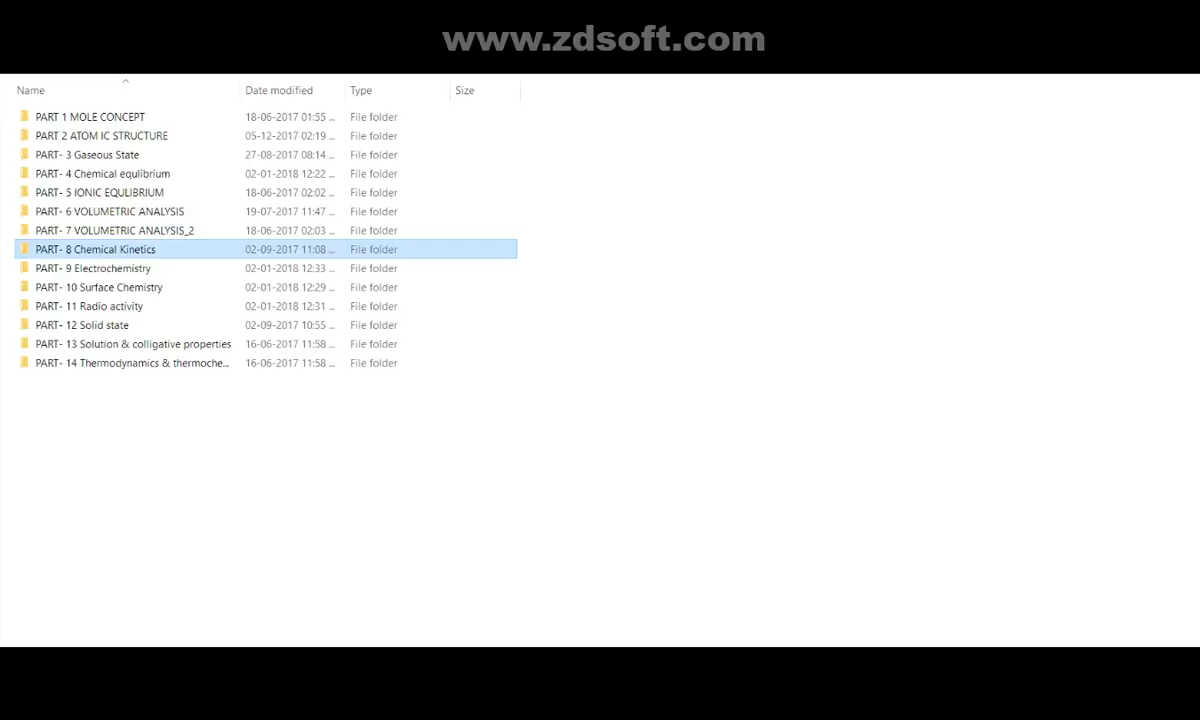 www.zdsoft.com
Name Date modified Type Size
PART 1 MOLE CONCEPT 18-06-2017 01:55 ... File folder
PART 2 ATOM IC STRUCTURE 05-12-2017 02:19 ... File folder
PART- 3 Gaseous State 27-08-2017 08:14 ... File folder
PART- 4 Chemical equlibrium 02-01-2018 12:22 ... File folder
PART- 5 IONIC EQULIBRIUM 18-06-2017 02:02 ... File folder
PART- 6 VOLUMETRIC ANALYSIS 19-07-2017 11:47 ... File folder
PART- 7 VOLUMETRIC ANALYSIS_2 18-06-2017 02:03 ... File folder
PART- 8 Chemical Kinetics 02-09-2017 11:08 ... File folder
PART- 9 Electrochemistry 02-01-2018 12:33 ... File folder
PART- 10 Surface Chemistry 02-01-2018 12:29 ... File folder
PART- 11 Radio activity 02-01-2018 12:31 ... File folder
PART- 12 Solid state 02-09-2017 10:55 ... File folder
PART- 13 Solution & colligative properties 16-06-2017 11:58 ... File folder
PART- 14 Thermodynamics & thermoche... 16-06-2017 11:58 ... File folder